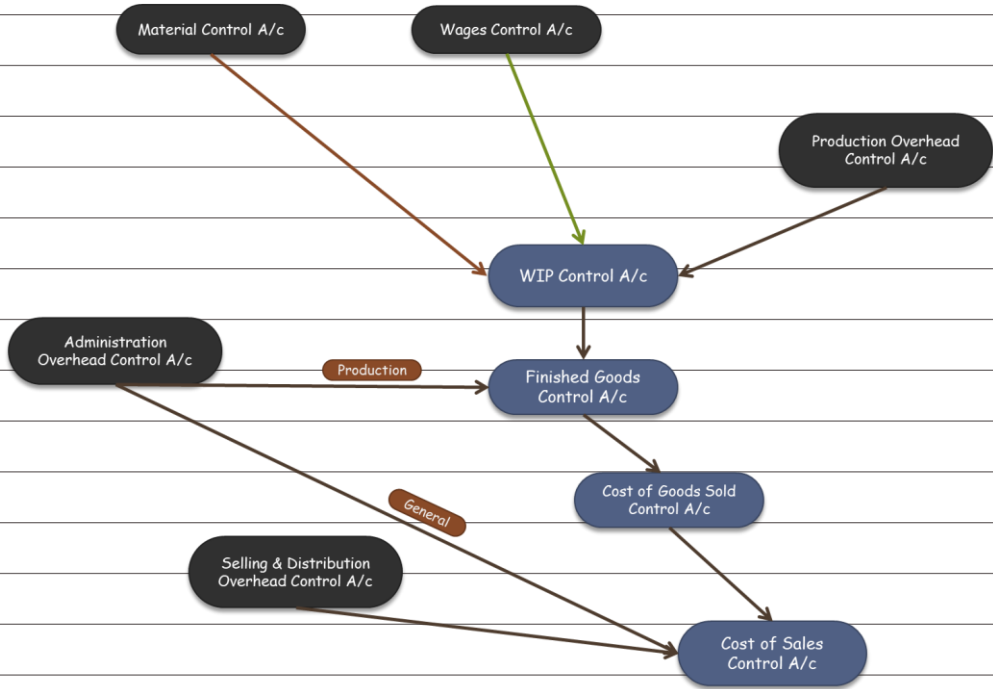 Material Control A/c
Wages Control A/c
Production Overhead
Control A/c
WIP Control A/c
Administration
Overhead Control A/c
Production
Finished Goods
Control A/c
Cost of Goods Sold
Control A/c
General
Selling & Distribution
Overhead Control A/c
Cost of Sales
Control A/c